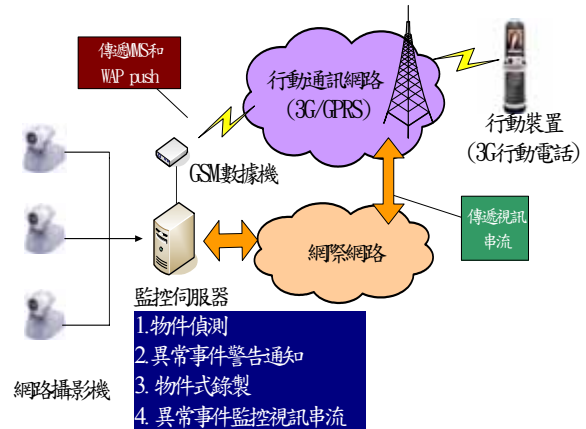 傳遞MMS和
WAP push
行動通訊網路
(3G/GPRS)
行動裝置
(3G行動電話)
GSM數據機
傳遞視訊
串流
網際網路
監控伺服器
1.物件偵測
2.異常事件警告通知
3. 物件式錄製
4. 異常事件監控視訊串流
網路攝影機